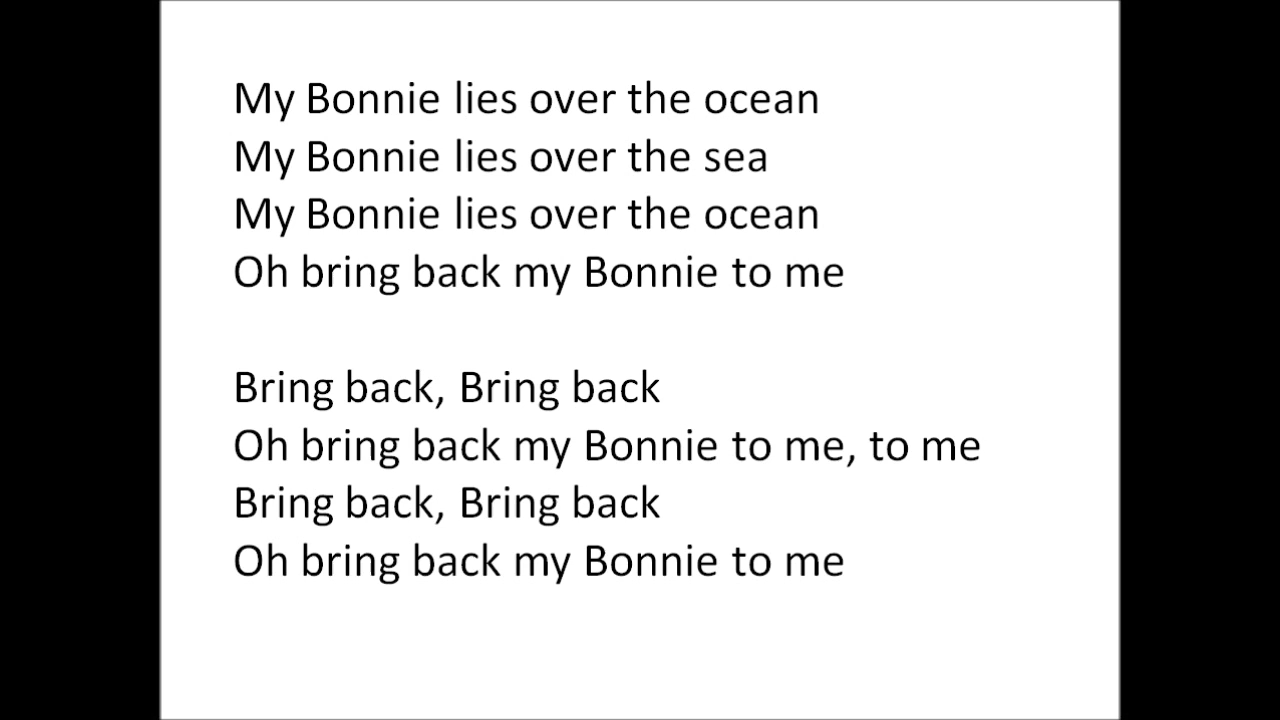 My Bonnie lies over the ocean
My Bonnie lies over the sea
My Bonnie lies over the ocean
Oh bring back my Bonnie to me

Bring back, Bring back
Oh bring back my Bonnie to me, to me
Bring back, Bring back
Oh bring back my Bonnie to me